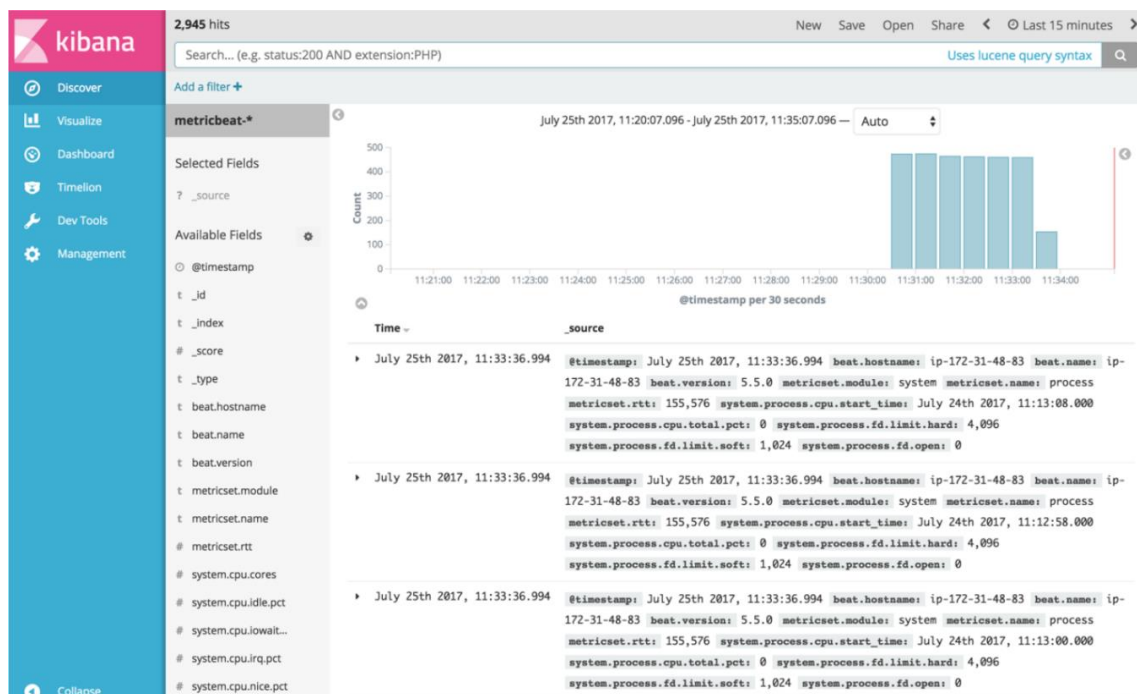 kibana
Discover
Visualize
Dashboard
Timelion
Dev Tools
Management
Collapse
2,945 hits
New Save Open Share Last 15 minutes
Search... (e.g. status:200 AND extension:PHP) Uses lucene query syntax
Add a filter +
metricbeat-*
Selected Fields
? _source
Available Fields
@timestamp
t _id
t _index
# _score
t _type
t beat.hostname
t beat.name
t beat.version
t metricset.module
t metricset.name
# metricset.rtt
# system.cpu.cores
# system.cpu.idle.pct
# system.cpu.iowait...
# system.cpu.irq.pct
# system.cpu.nice.pct
July 25th 2017, 11:20:07.096 - July 25th 2017, 11:35:07.096 — Auto
Count
500
400
300
200
100
0
11:21:00 11:22:00 11:23:00 11:24:00 11:25:00 11:26:00 11:27:00 11:28:00 11:29:00 11:30:00 11:31:00 11:32:00 11:33:00 11:34:00
@timestamp per 30 seconds
Time _source
July 25th 2017, 11:33:36.994 @timestamp: July 25th 2017, 11:33:36.994 beat.hostname: ip-172-31-48-83 beat.name: ip-
172-31-48-83 beat.version: 5.5.0 metricset.module: system metricset.name: process
metricset.rtt: 155,576 system.process.cpu.start_time: July 24th 2017, 11:13:08.000
system.process.cpu.total.pct: 0 system.process.fd.limit.hard: 4,096
system.process.fd.limit.soft: 1,024 system.process.fd.open: 0
July 25th 2017, 11:33:36.994 @timestamp: July 25th 2017, 11:33:36.994 beat.hostname: ip-172-31-48-83 beat.name: ip-
172-31-48-83 beat.version: 5.5.0 metricset.module: system metricset.name: process
metricset.rtt: 155,576 system.process.cpu.start_time: July 24th 2017, 11:12:58.000
system.process.cpu.total.pct: 0 system.process.fd.limit.hard: 4,096
system.process.fd.limit.soft: 1,024 system.process.fd.open: 0
July 25th 2017, 11:33:36.994 @timestamp: July 25th 2017, 11:33:36.994 beat.hostname: ip-172-31-48-83 beat.name: ip-
172-31-48-83 beat.version: 5.5.0 metricset.module: system metricset.name: process
metricset.rtt: 155,576 system.process.cpu.start_time: July 24th 2017, 11:13:00.000
system.process.cpu.total.pct: 0 system.process.fd.limit.hard: 4,096
system.process.fd.limit.soft: 1,024 system.process.fd.open: 0